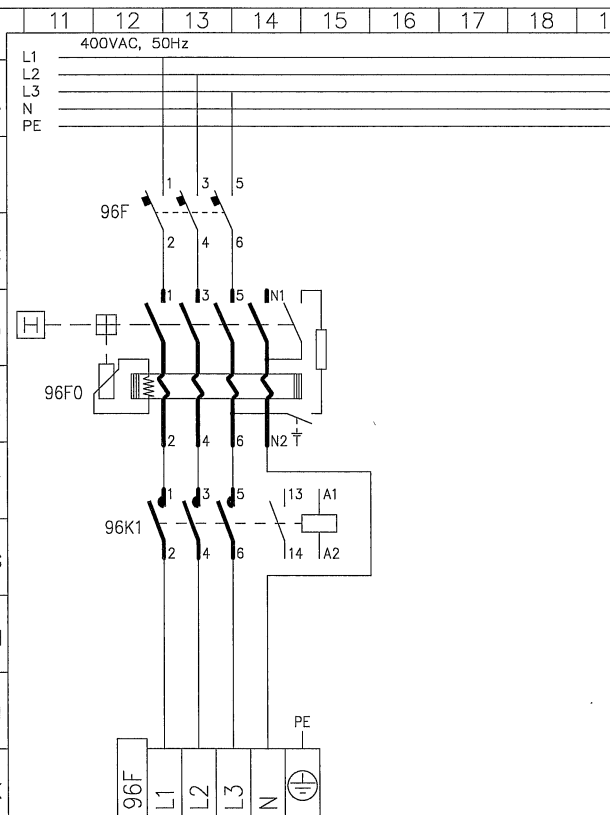 11 12 13 14 15 16 17 18
400VAC, 50Hz
L1
L2
L3
N
PE
1 3 5
96F
2 4 6
1 3 5 N1
96F0
2 4 6 N2
1 3 5 13 A1
96K1
2 4 6 14 A2
PE
96F L1 L2 L3 N